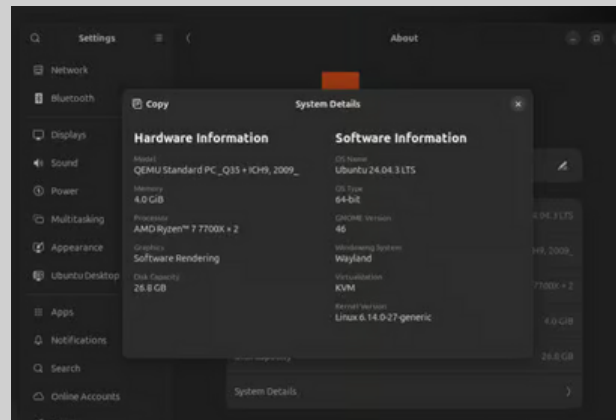 Settings
About
Network
Bluetooth
Displays
Sound
Power
Multitasking
Appearance
Ubuntu Desktop
Apps
Notifications
Search
Online Accounts
Copy
System Details
Hardware Information
Model
QEMU Standard PC _Q35 + ICH9, 2009_
Memory
4.0 GiB
Processor
AMD Ryzen™ 7 7700X × 2
Graphics
Software Rendering
Disk Capacity
26.8 GB
Software Information
OS Name
Ubuntu 24.04.3 LTS
OS Type
64-bit
GNOME Version
46
Windowing System
Wayland
Virtualization
KVM
Kernel Version
Linux 6.14.0-27-generic
4.0 GiB
26.8 GB
System Details